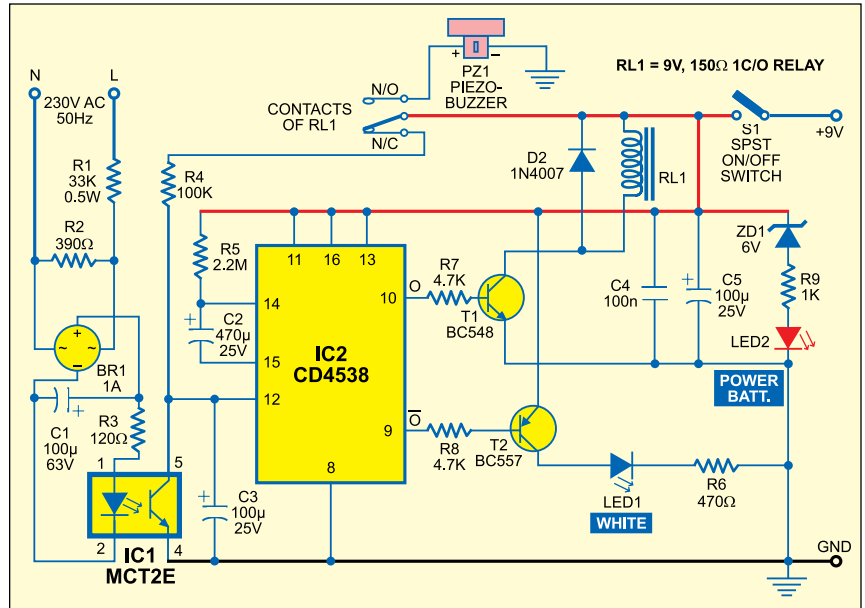 N
L
230V AC
50Hz
R1
33K
0.5W
R2
390Ω
~
+
~
–
BR1
1A
C1
100µ
63V
+
R3
120Ω
1
5
2
4
IC1
MCT2E
CONTACTS
OF RL1
N/O
N/C
+
–
PZ1
PIEZO-
BUZZER
RL1 = 9V, 150Ω 1C/O RELAY
S1
SPST
ON/OFF
SWITCH
+9V
R4
100K
D2
1N4007
RL1
R5
2.2M
+
C2
470µ
25V
11
16
13
14
15
12
10
9
8
IC2
CD4538
O
O̅
R7
4.7K
T1
BC548
R8
4.7K
T2
BC557
C4
100n
+
C5
100µ
25V
ZD1
6V
R9
1K
LED2
POWER
BATT.
+
C3
100µ
25V
LED1
WHITE
R6
470Ω
GND